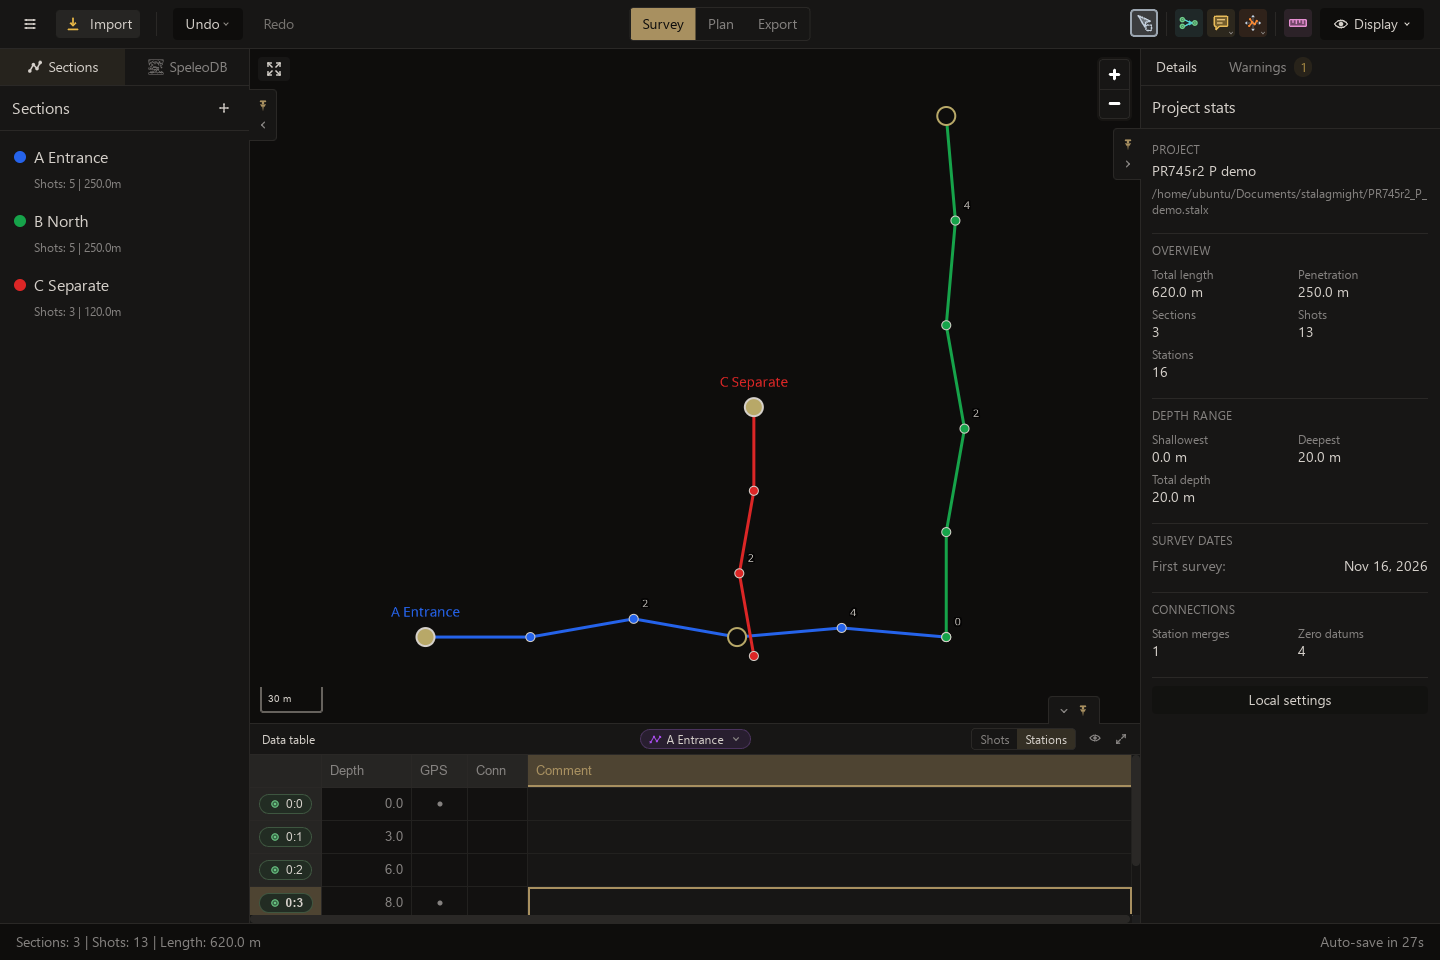 Import
Undo
Redo
Survey
Plan
Export
Display
Sections
SpeleoDB
Sections
A Entrance
Shots: 5 | 250.0m
B North
Shots: 5 | 250.0m
C Separate
Shots: 3 | 120.0m
4
2
C Separate
2
A Entrance
2
4
0
30 m
Details
Warnings 1
Project stats
PROJECT
PR745r2 P demo
/home/ubuntu/Documents/stalagmight/PR745r2_P_
demo.stalx
OVERVIEW
Total length
Penetration
620.0 m
250.0 m
Sections
Shots
3
13
Stations
16
DEPTH RANGE
Shallowest
Deepest
0.0 m
20.0 m
Total depth
20.0 m
SURVEY DATES
First survey:
Nov 16, 2026
CONNECTIONS
Station merges
Zero datums
1
4
Local settings
Data table
A Entrance
Shots
Stations
Depth
GPS
Conn
Comment
0:0
0.0
0:1
3.0
0:2
6.0
0:3
8.0
Sections: 3 | Shots: 13 | Length: 620.0 m
Auto-save in 27s